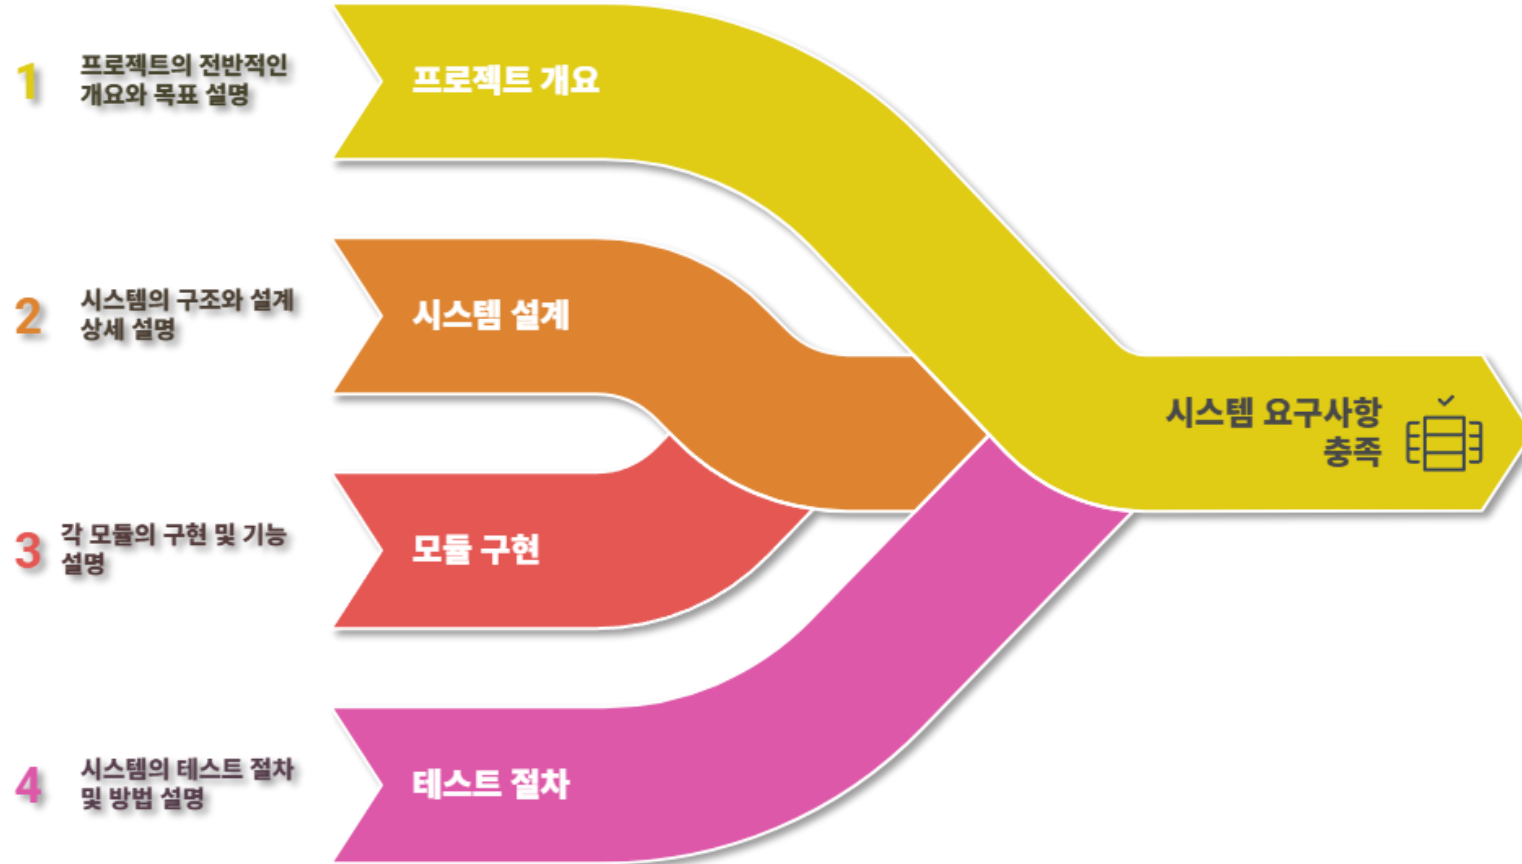 1
프로젝트의 전반적인
개요와 목표 설명
프로젝트 개요
2
시스템의 구조와 설계
상세 설명
시스템 설계
시스템 요구사항
충족
3
각 모듈의 구현 및 기능
설명
모듈 구현
4
시스템의 테스트 절차
및 방법 설명
테스트 절차